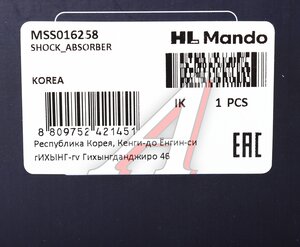 MSS016258
SHOCK_ABSORBER
HL Mando
KOREA
IK 1 PCS
8 809752 421451
EAC
Республика Корея, Кенги-до Енгин-си
гИХЫНГ-гv Гихынгданджиро 46